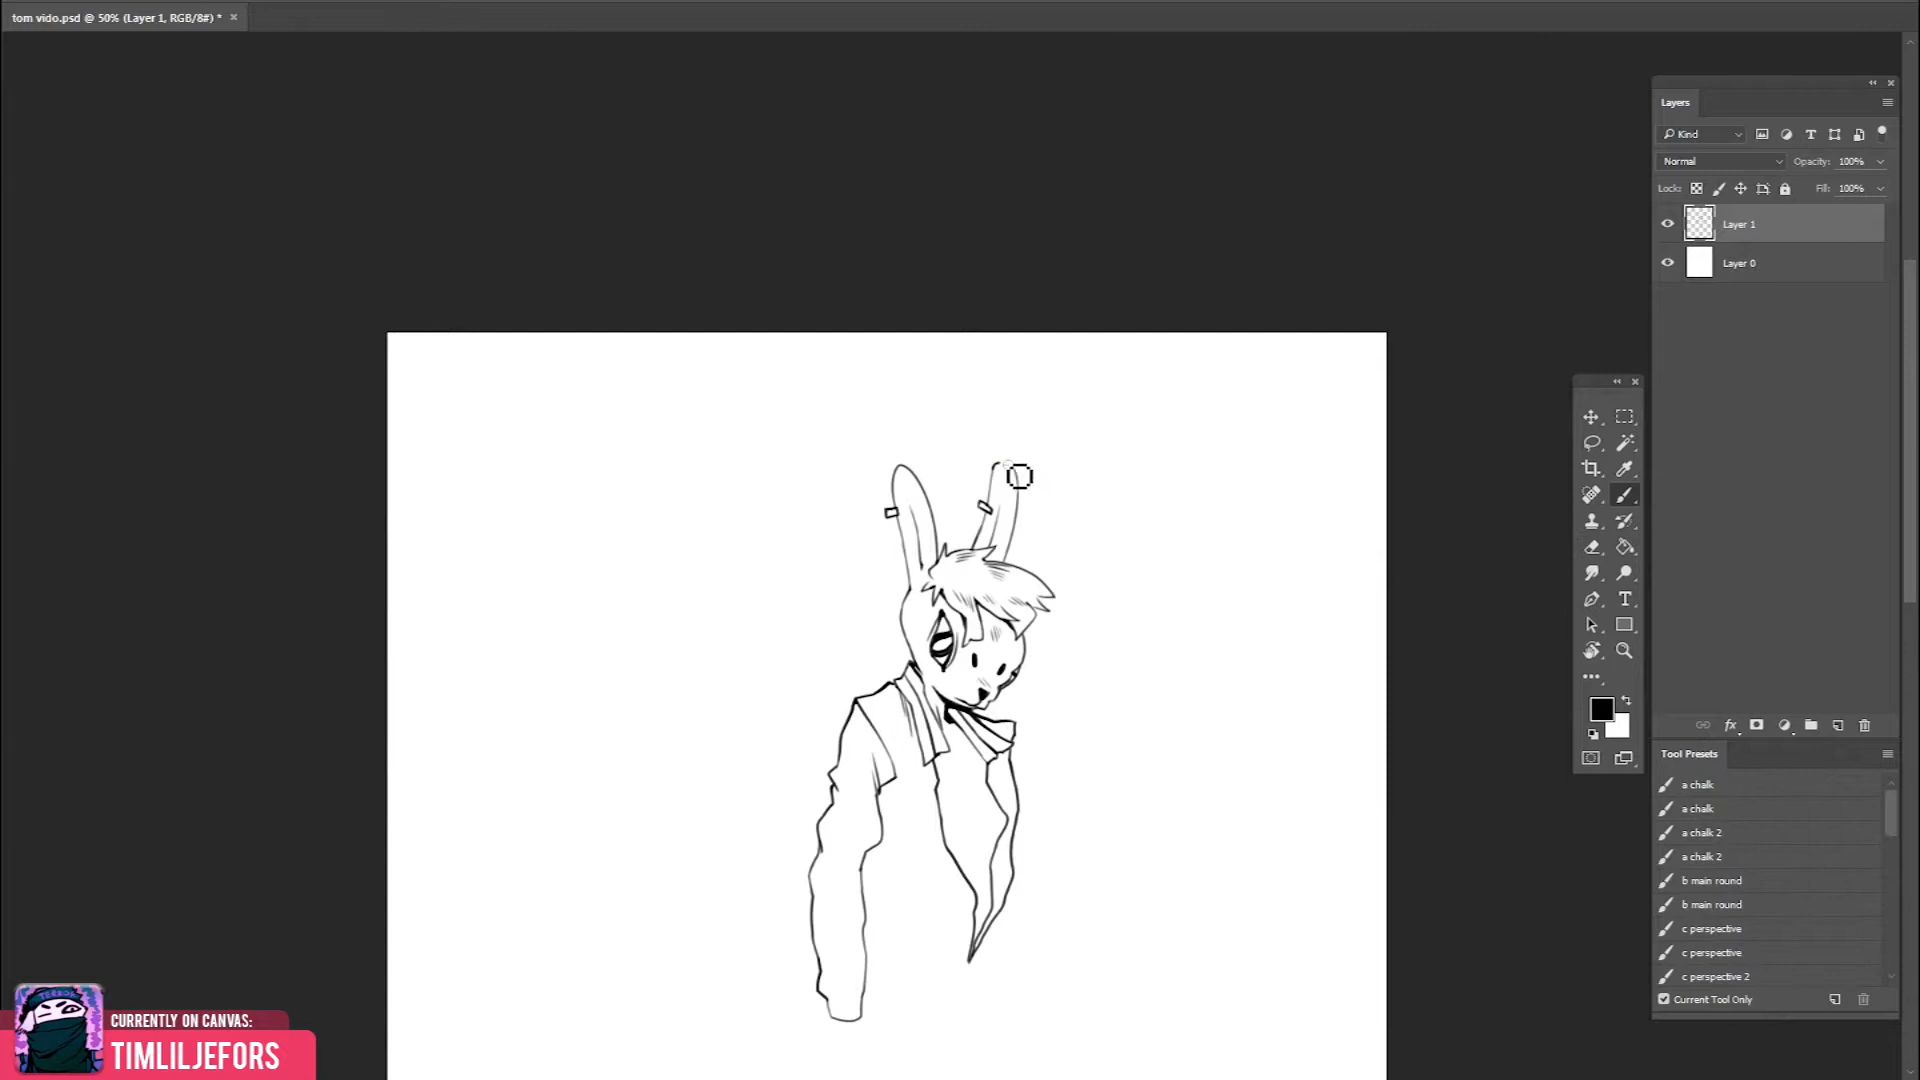 tom vido.psd @ 50% (Layer 1, RGB/8#) *
Layers
Kind
Normal
Opacity: 100%
Lock:
Fill: 100%
Layer 1
Layer 0
fx
Tool Presets
a chalk
a chalk
a chalk 2
a chalk 2
b main round
b main round
c perspective
c perspective
c perspective 2
Current Tool Only
CURRENTLY ON CANVAS:
TIMLILJEFORS